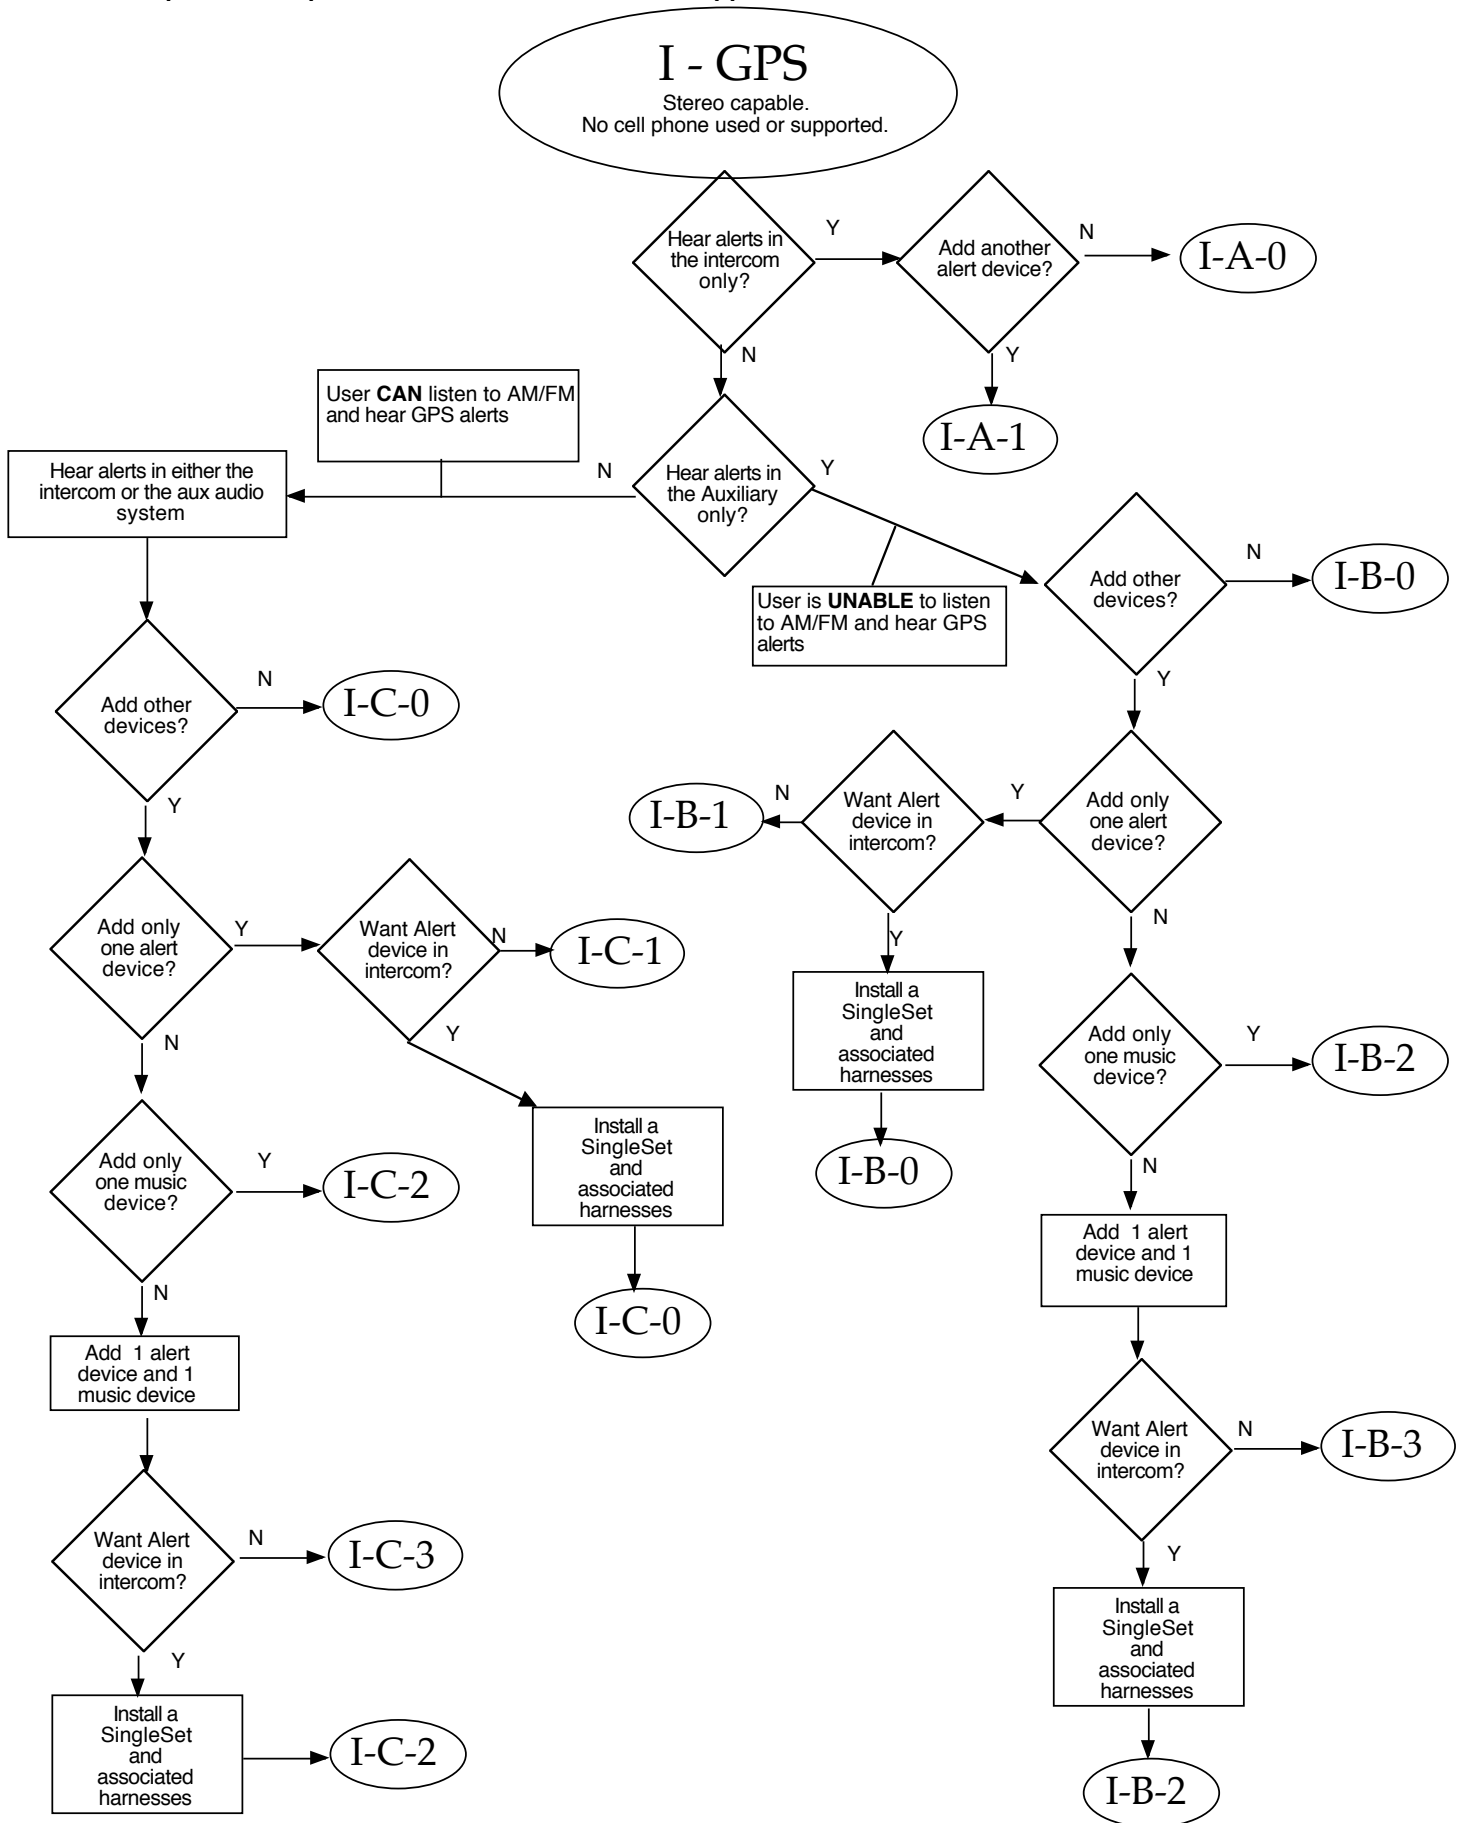 I - GPS
Stereo capable.
No cell phone used or supported.
Hear alerts in
the intercom
only?
Y
Add another
alert device?
N
I-A-0
N
Y
I-A-1
User CAN listen to AM/FM
and hear GPS alerts
Hear alerts in either the
intercom or the aux audio
system
N
Hear alerts in
the Auxiliary
only?
Y
User is UNABLE to listen
to AM/FM and hear GPS
alerts
Add other
devices?
N
I-B-0
Y
Add other
devices?
N
I-C-0
Y
I-B-1
N
Want Alert
device in
intercom?
Y
Add only
one alert
device?
N
Y
Install a
SingleSet
and
associated
harnesses
I-B-0
Add only
one alert
device?
Y
Want Alert
device in
intercom?
N
I-C-1
Y
N
Install a
SingleSet
and
associated
harnesses
I-C-0
Add only
one music
device?
Y
I-B-2
N
Add only
one music
device?
Y
I-C-2
N
Add 1 alert
device and 1
music device
Add 1 alert
device and 1
music device
Want Alert
device in
intercom?
N
I-B-3
Y
Want Alert
device in
intercom?
N
I-C-3
Y
Install a
SingleSet
and
associated
harnesses
I-B-2
Install a
SingleSet
and
associated
harnesses
I-C-2